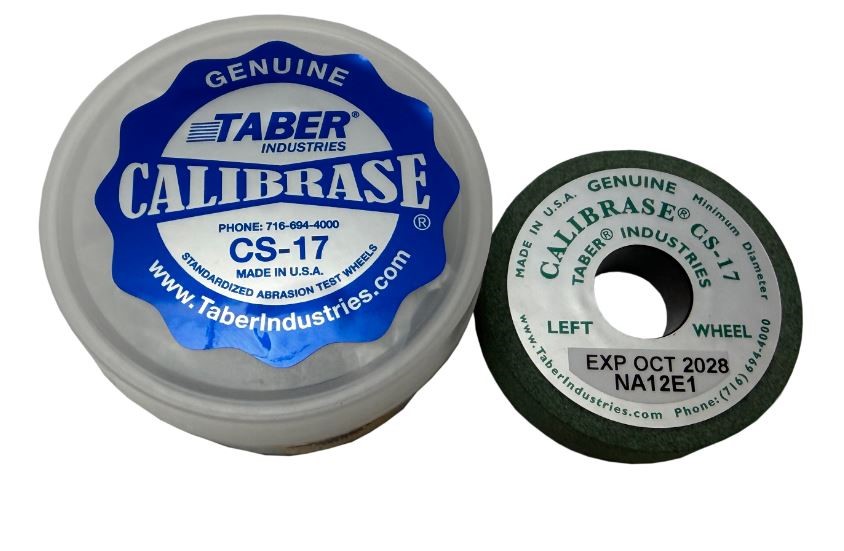 GENUINE
TABER®
INDUSTRIES
CALIBRASE®
PHONE: 716-694-4000
CS-17
MADE IN U.S.A.
STANDARDIZED ABRASION TEST WHEELS
www.TaberIndustries.com
MADE IN U.S.A. GENUINE Minimum Diameter
CALIBRASE® CS-17
TABER® INDUSTRIES
LEFT WHEEL
EXP OCT 2028
NA12E1
www.TaberIndustries.com Phone: (716) 694-4000